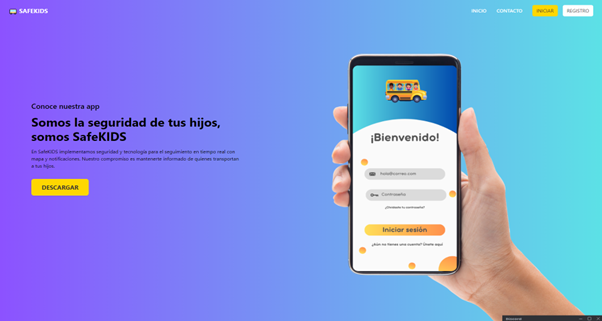 SAFEKIDS
INICIO
CONTACTO
INICIAR
REGISTRO
Conoce nuestra app
Somos la seguridad de tus hijos,
somos SafeKIDS
En SafeKIDS implementamos seguridad y tecnología para el seguimiento en tiempo real con
mapa y notificaciones. Nuestro compromiso es mantenerte informado de quienes transportan
a tus hijos.
DESCARGAR
¡Bienvenido!
hola@correo.com
Contraseña
¿Olvidaste tu contraseña?
Iniciar sesión
¿Aún no tienes una cuenta? Únete aquí